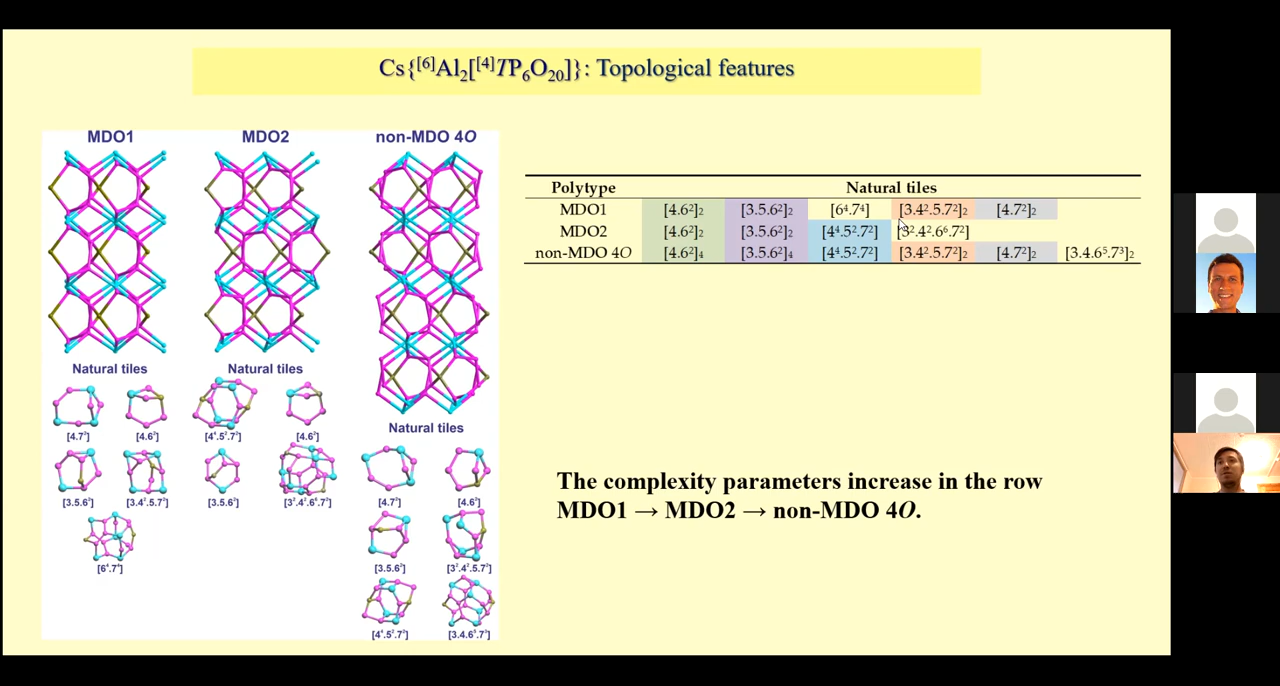 Cs{[6]Al2[[4]TP6O20]}: Topological features
MDO1 MDO2 non-MDO 4O
Natural tiles Natural tiles
[4.7²] [4.6²] [4⁴.5².7²] [4.6²]
[3.5.6²] [3.4².5.7²] [3.5.6²] [3².4².6⁶.7²]
[6⁴.7⁴]
Natural tiles
[4.7²] [4.6²]
[3.5.6²] [3².4².5.7²]
[4⁴.5².7²] [3.4.6⁵.7³]
Polytype Natural tiles
MDO1 [4.6²]₂ [3.5.6²]₂ [6⁴.7⁴] [3.4².5.7²]₂ [4.7²]₂
MDO2 [4.6²]₂ [3.5.6²]₂ [4⁴.5².7²] [3².4².6⁶.7²]
non-MDO 4O [4.6²]₄ [3.5.6²]₄ [4⁴.5².7²] [3.4².5.7²]₂ [4.7²]₂ [3.4.6⁵.7³]₂
The complexity parameters increase in the row
MDO1 → MDO2 → non-MDO 4O.